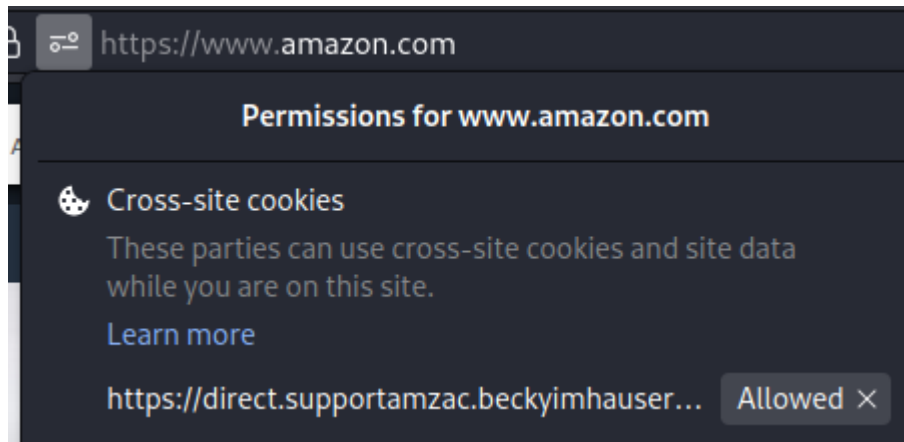 https://www.amazon.com
Permissions for www.amazon.com
Cross-site cookies
These parties can use cross-site cookies and site data
while you are on this site.
Learn more
https://direct.supportamzac.beckyimhauser... Allowed